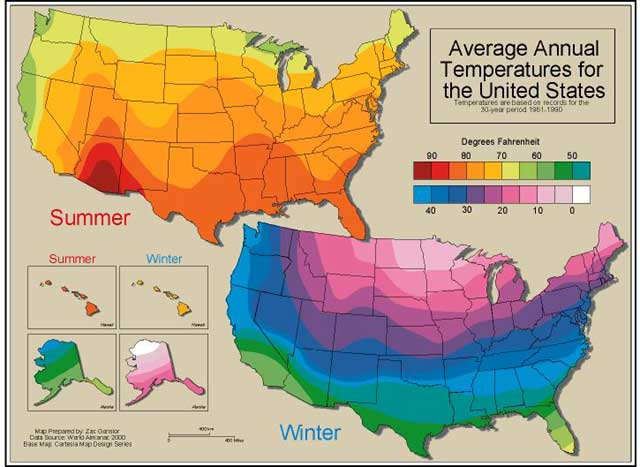 Average Annual
Temperatures for
the United States
Temperatures are based on records for the
30-year period 1961-1990
Degrees Fahrenheit
90 80 70 60 50
40 30 20 10 0
Summer
Summer
Winter
Hawaii
Hawaii
Alaska
Alaska
Winter
Map Prepared by: Zac Gansior
Data Source: World Almanac, 2000
Base Map: Cartesia Map Design Series
400 km
400 Miles